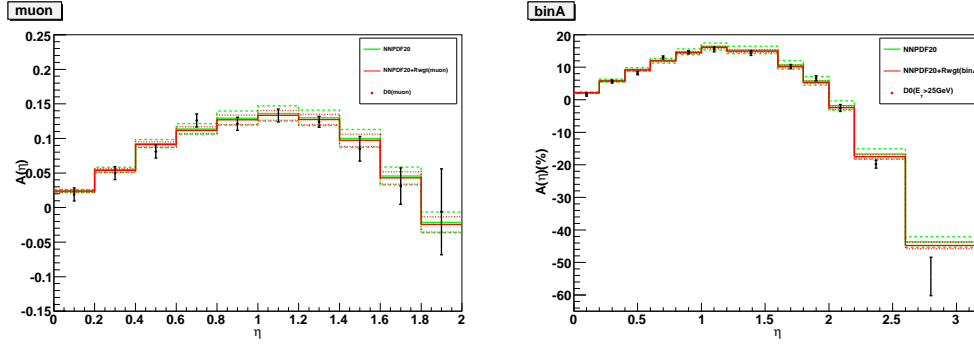 muon
A(η)
0.25
0.2
0.15
0.1
0.05
0
-0.05
-0.1
-0.15
NNPDF20
NNPDF20+Rwgt(muon)
D0(muon)
0 0.2 0.4 0.6 0.8 1 1.2 1.4 1.6 1.8 2
η
binA
A(η)(%)
20
10
0
-10
-20
-30
-40
-50
-60
NNPDF20
NNPDF20+Rwgt(binA
D0(E_T>25GeV)
0 0.5 1 1.5 2 2.5 3
η